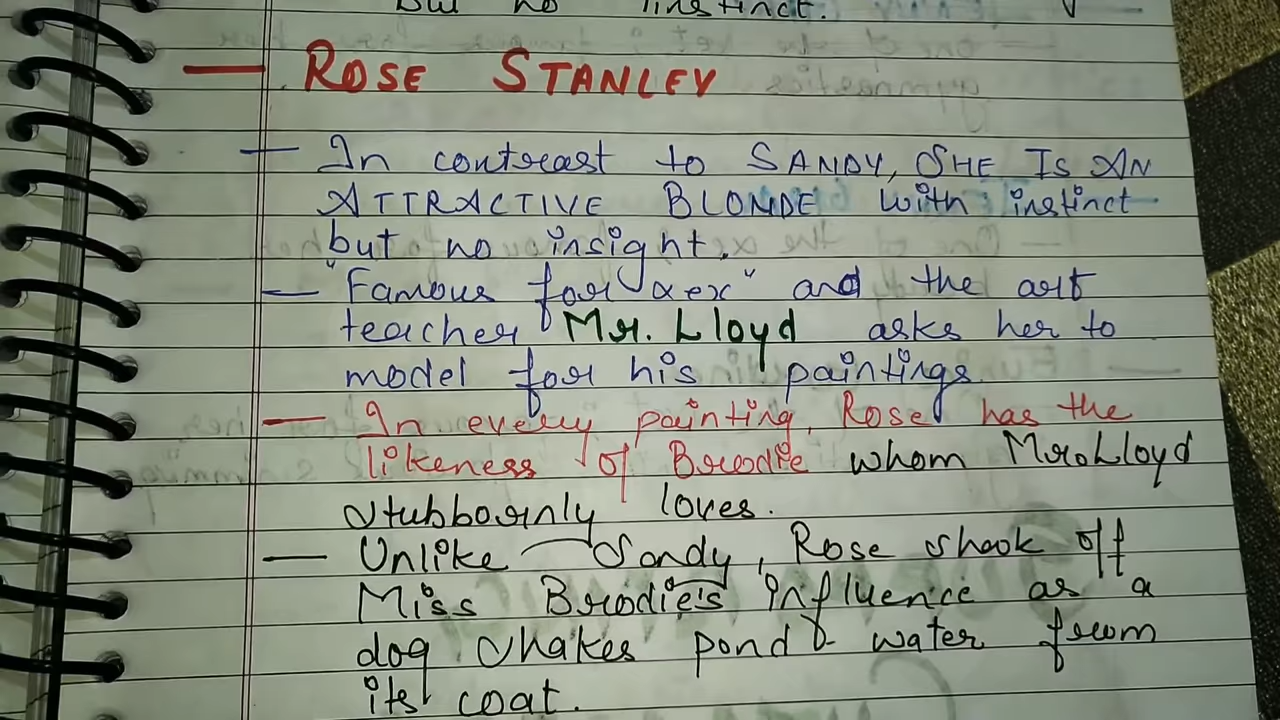 but no instinct.
— ROSE STANLEY
— In contrast to SANDY, SHE IS AN
ATTRACTIVE BLONDE with instinct
but no insight.
— "Famous for sex" and the art
teacher Mr. Lloyd asks her to
model for his paintings
— In every painting, Rose has the
likeness of Brodie whom Mr. Lloyd
stubbornly loves.
— Unlike Sandy, Rose shook off
Miss Brodie's influence as a
dog shakes pond water from
its coat.